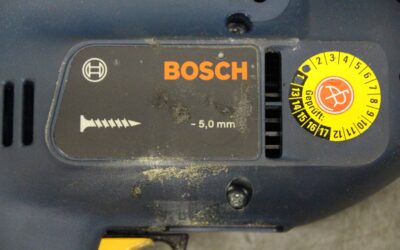 BOSCH
- 5,0 mm
1 2 3 4 5 6 7 8 9 10 11 12
Geprüft:
13 14 15 16 17